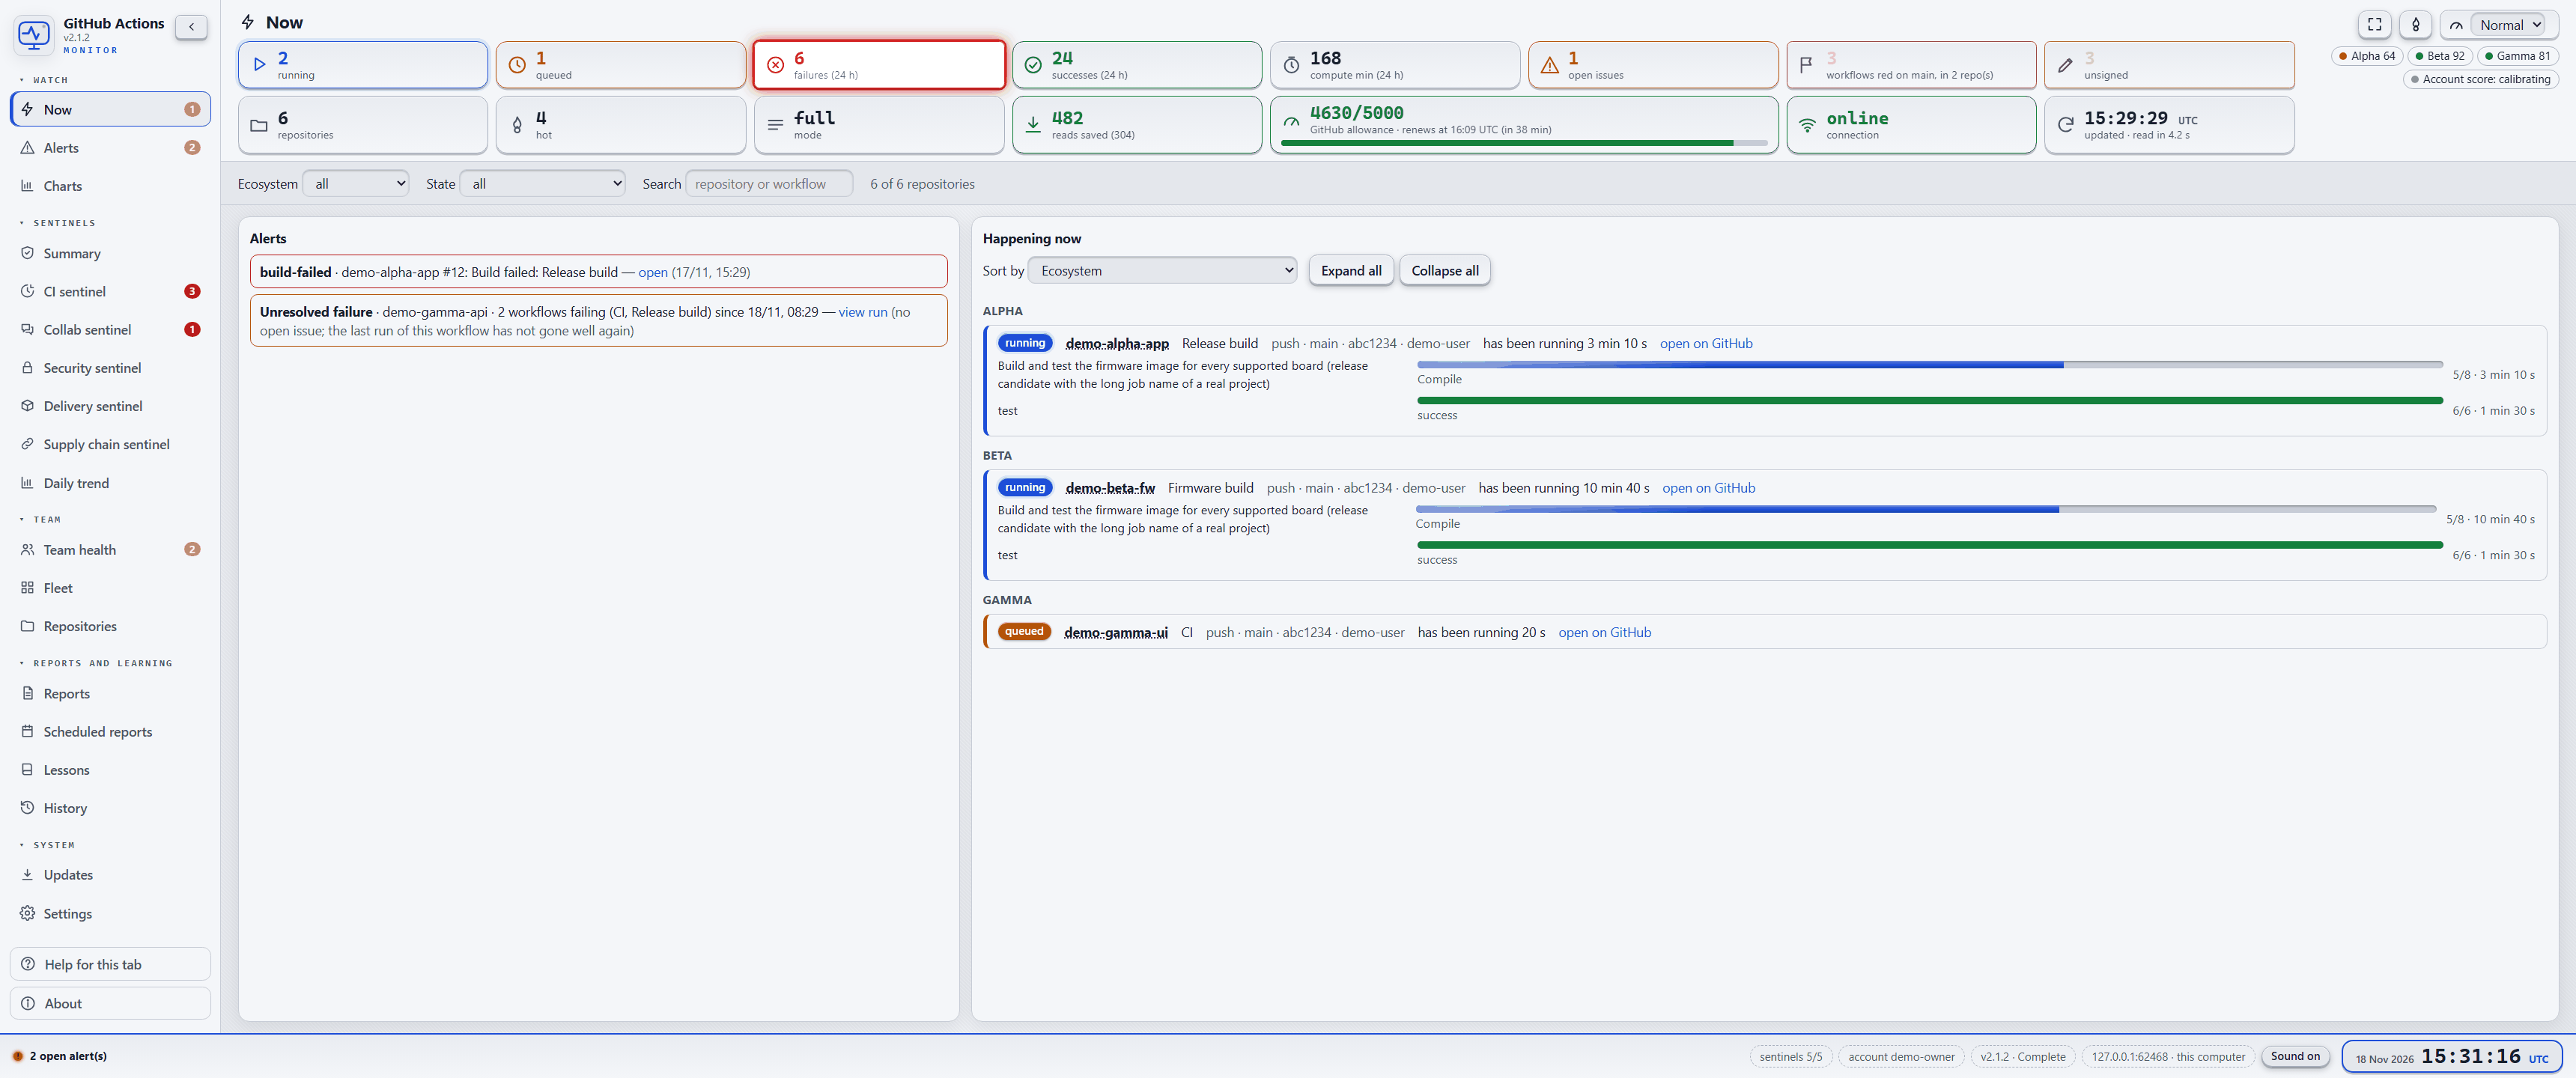 GitHub Actions
v2.1.2
MONITOR
WATCH
Now 1
Alerts 2
Charts
SENTINELS
Summary
CI sentinel 3
Collab sentinel 1
Security sentinel
Delivery sentinel
Supply chain sentinel
Daily trend
TEAM
Team health 2
Fleet
Repositories
REPORTS AND LEARNING
Reports
Scheduled reports
Lessons
History
SYSTEM
Updates
Settings
Help for this tab
About
Now
Normal
2
running
1
queued
6
failures (24 h)
24
successes (24 h)
168
compute min (24 h)
1
open issues
3
workflows red on main, in 2 repo(s)
3
unsigned
Alpha 64
Beta 92
Gamma 81
Account score: calibrating
6
repositories
4
hot
full
mode
482
reads saved (304)
4630/5000
GitHub allowance · renews at 16:09 UTC (in 38 min)
online
connection
15:29:29 UTC
updated · read in 4.2 s
Ecosystem all State all Search repository or workflow 6 of 6 repositories
Alerts
build-failed · demo-alpha-app #12: Build failed: Release build — open (17/11, 15:29)
Unresolved failure · demo-gamma-api · 2 workflows failing (CI, Release build) since 18/11, 08:29 — view run (no
open issue; the last run of this workflow has not gone well again)
Happening now
Sort by Ecosystem Expand all Collapse all
ALPHA
running demo-alpha-app Release build push · main · abc1234 · demo-user has been running 3 min 10 s open on GitHub
Build and test the firmware image for every supported board (release
candidate with the long job name of a real project)
Compile
5/8 · 3 min 10 s
test
success
6/6 · 1 min 30 s
BETA
running demo-beta-fw Firmware build push · main · abc1234 · demo-user has been running 10 min 40 s open on GitHub
Build and test the firmware image for every supported board (release
candidate with the long job name of a real project)
Compile
5/8 · 10 min 40 s
test
success
6/6 · 1 min 30 s
GAMMA
queued demo-gamma-ui CI push · main · abc1234 · demo-user has been running 20 s open on GitHub
2 open alert(s)
sentinels 5/5
account demo-owner
v2.1.2 · Complete
127.0.0.1:62468 · this computer
Sound on
18 Nov 2026 15:31:16 UTC